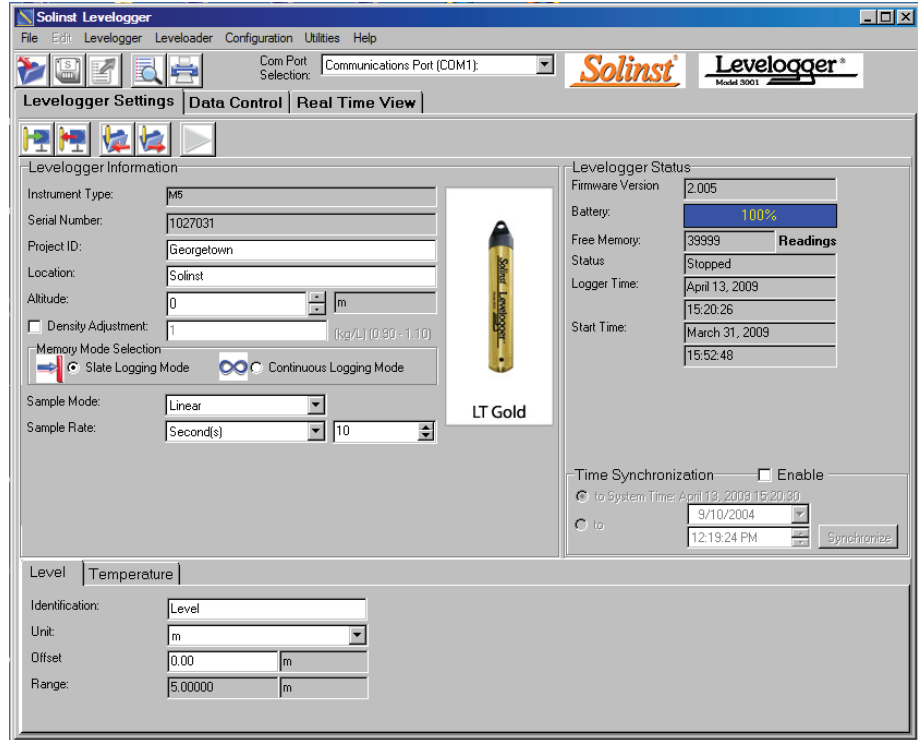 Solinst Levelogger
File Edit Levelogger Leveloader Configuration Utilities Help
Com Port Selection: Communications Port (COM1):
Solinst Levelogger® Model 3001
Levelogger Settings Data Control Real Time View
Levelogger Information
Instrument Type: M5
Serial Number: 1027031
Project ID: Georgetown
Location: Solinst
Altitude: 0 m
Density Adjustment: 1 (kg/L) (0.90 - 1.10)
Memory Mode Selection
Slate Logging Mode Continuous Logging Mode
Sample Mode: Linear
Sample Rate: Second(s) 10
Solinst Levelogger
LT Gold
Levelogger Status
Firmware Version 2.005
Battery: 100%
Free Memory: 39999 Readings
Status Stopped
Logger Time: April 13, 2009
15:20:26
Start Time: March 31, 2009
15:52:48
Time Synchronization Enable
to System Time: April 13, 2009 15:20:30
to 9/10/2004
12:19:24 PM Synchronize
Level Temperature
Identification: Level
Unit: m
Offset 0.00 m
Range: 5.00000 m